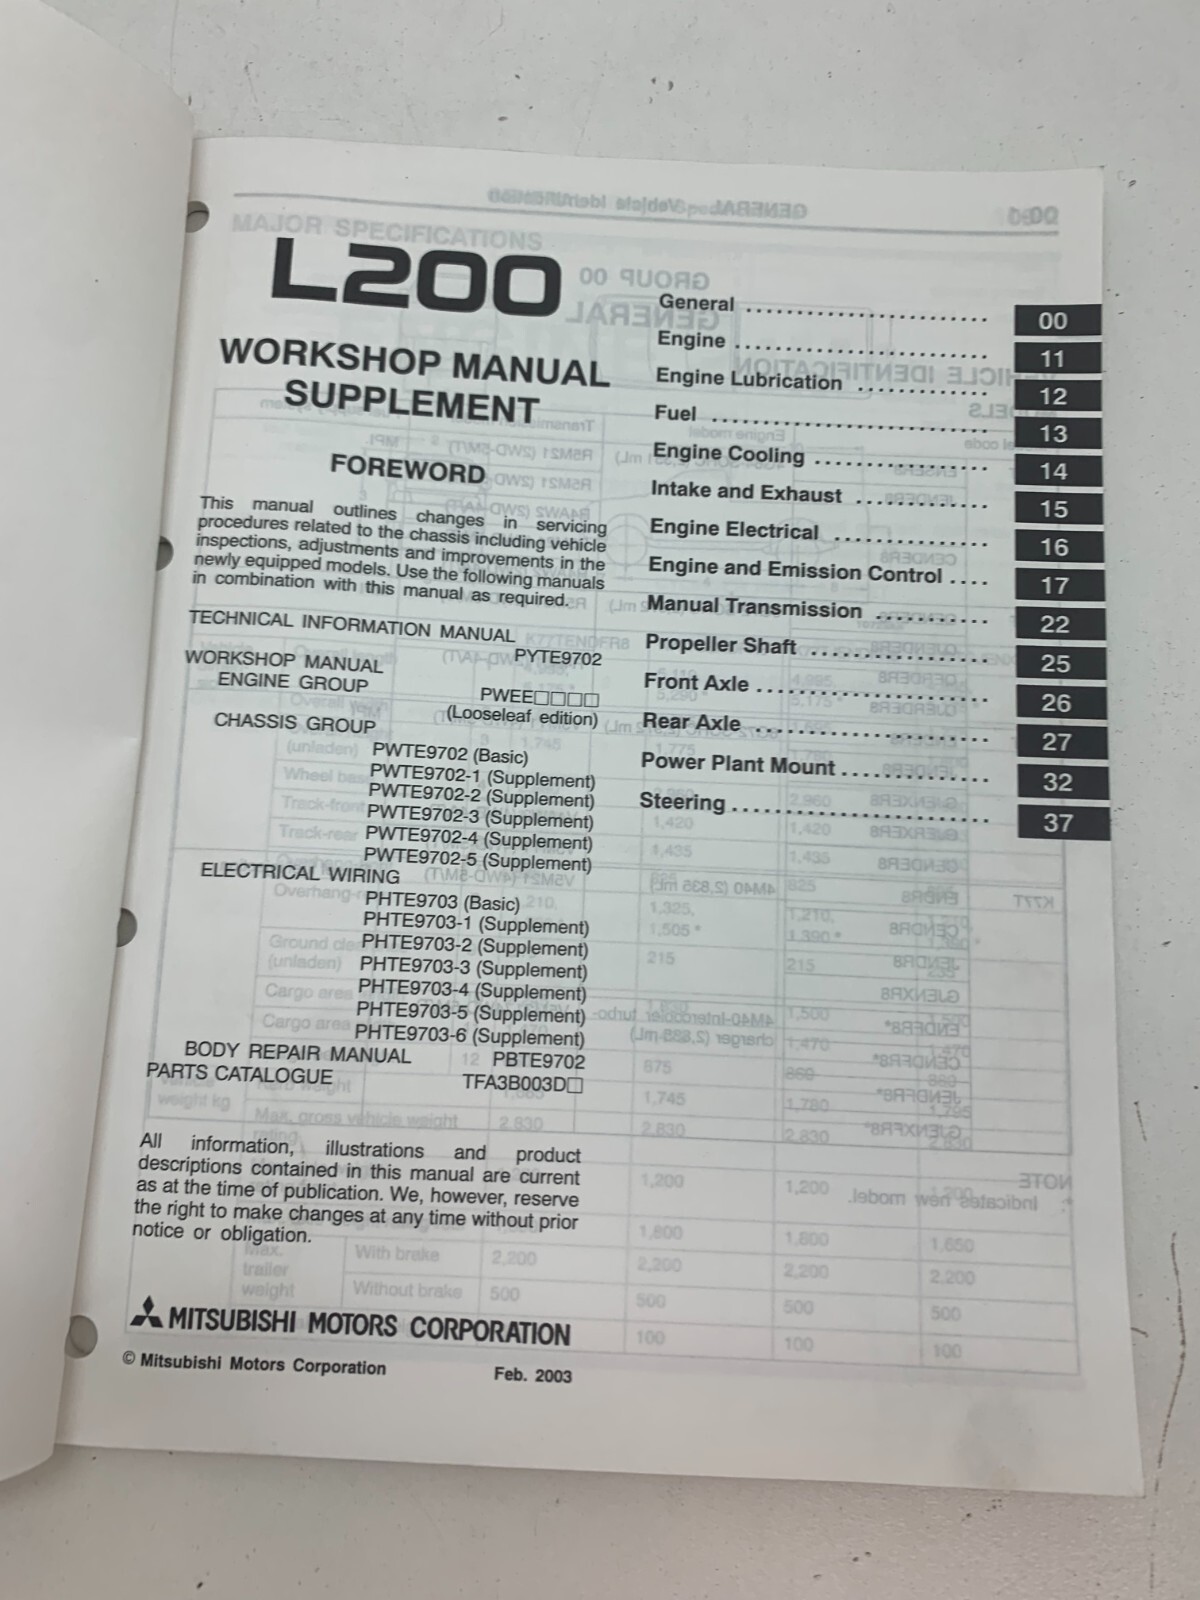 L200
WORKSHOP MANUAL
SUPPLEMENT
FOREWORD
This manual outlines changes in servicing
procedures related to the chassis including vehicle
inspections, adjustments and improvements in the
newly equipped models. Use the following manuals
in combination with this manual as required.
TECHNICAL INFORMATION MANUAL
PYTE9702
WORKSHOP MANUAL
ENGINE GROUP
PWEE□□□□
(Looseleaf edition)
CHASSIS GROUP
PWTE9702 (Basic)
PWTE9702-1 (Supplement)
PWTE9702-2 (Supplement)
PWTE9702-3 (Supplement)
PWTE9702-4 (Supplement)
PWTE9702-5 (Supplement)
ELECTRICAL WIRING
PHTE9703 (Basic)
PHTE9703-1 (Supplement)
PHTE9703-2 (Supplement)
PHTE9703-3 (Supplement)
PHTE9703-4 (Supplement)
PHTE9703-5 (Supplement)
PHTE9703-6 (Supplement)
BODY REPAIR MANUAL PBTE9702
PARTS CATALOGUE TFA3B003D□
All information, illustrations and product
descriptions contained in this manual are current
as at the time of publication. We, however, reserve
the right to make changes at any time without prior
notice or obligation.
MITSUBISHI MOTORS CORPORATION
© Mitsubishi Motors Corporation Feb. 2003
General ........................ 00
Engine ........................ 11
Engine Lubrication ............. 12
Fuel .......................... 13
Engine Cooling ................ 14
Intake and Exhaust ............ 15
Engine Electrical .............. 16
Engine and Emission Control .... 17
Manual Transmission .......... 22
Propeller Shaft ................ 25
Front Axle ..................... 26
Rear Axle ..................... 27
Power Plant Mount ............. 32
Steering ....................... 37